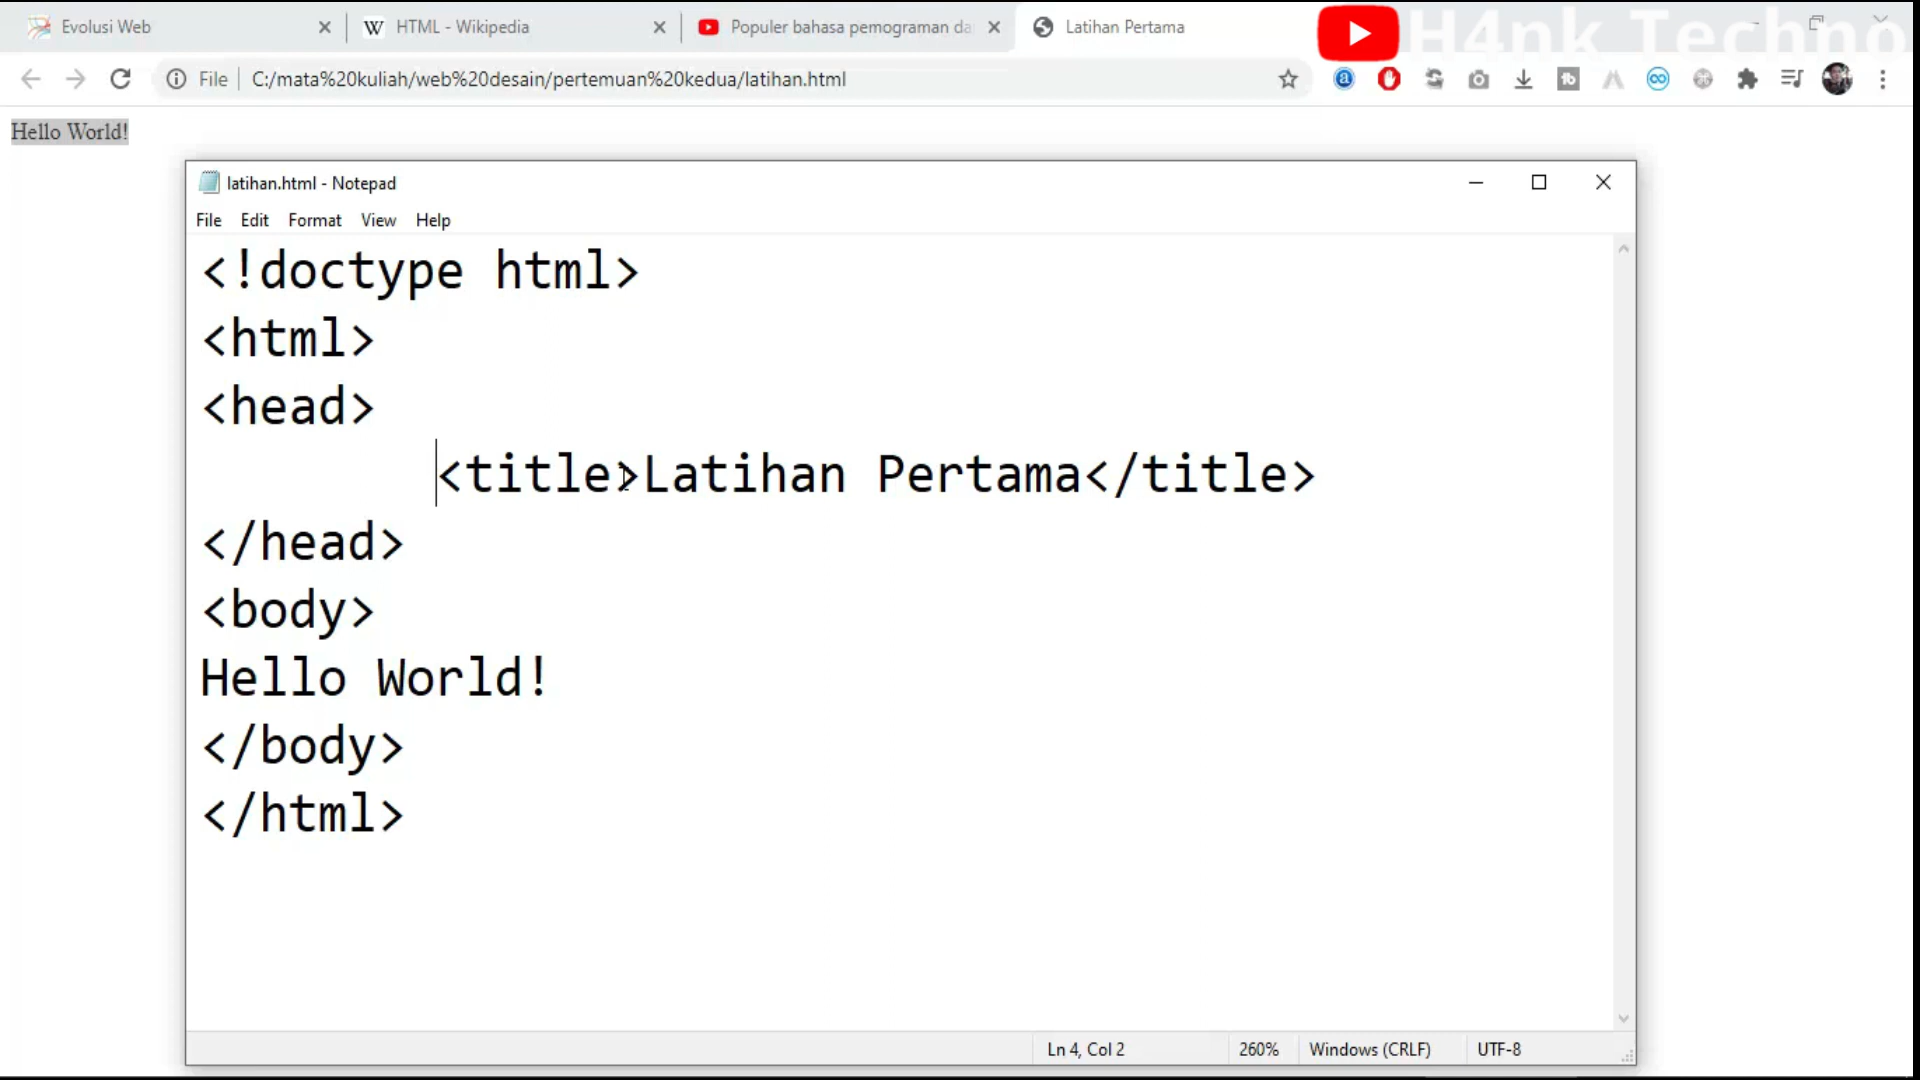 Evolusi Web
HTML - Wikipedia
Populer bahasa pemograman da
Latihan Pertama
H4nk Techno
File
C:/mata%20kuliah/web%20desain/pertemuan%20kedua/latihan.html
Hello World!
latihan.html - Notepad
File Edit Format View Help
<!doctype html>
<html>
<head>
<title>Latihan Pertama</title>
</head>
<body>
Hello World!
</body>
</html>
Ln 4, Col 2
260%
Windows (CRLF)
UTF-8